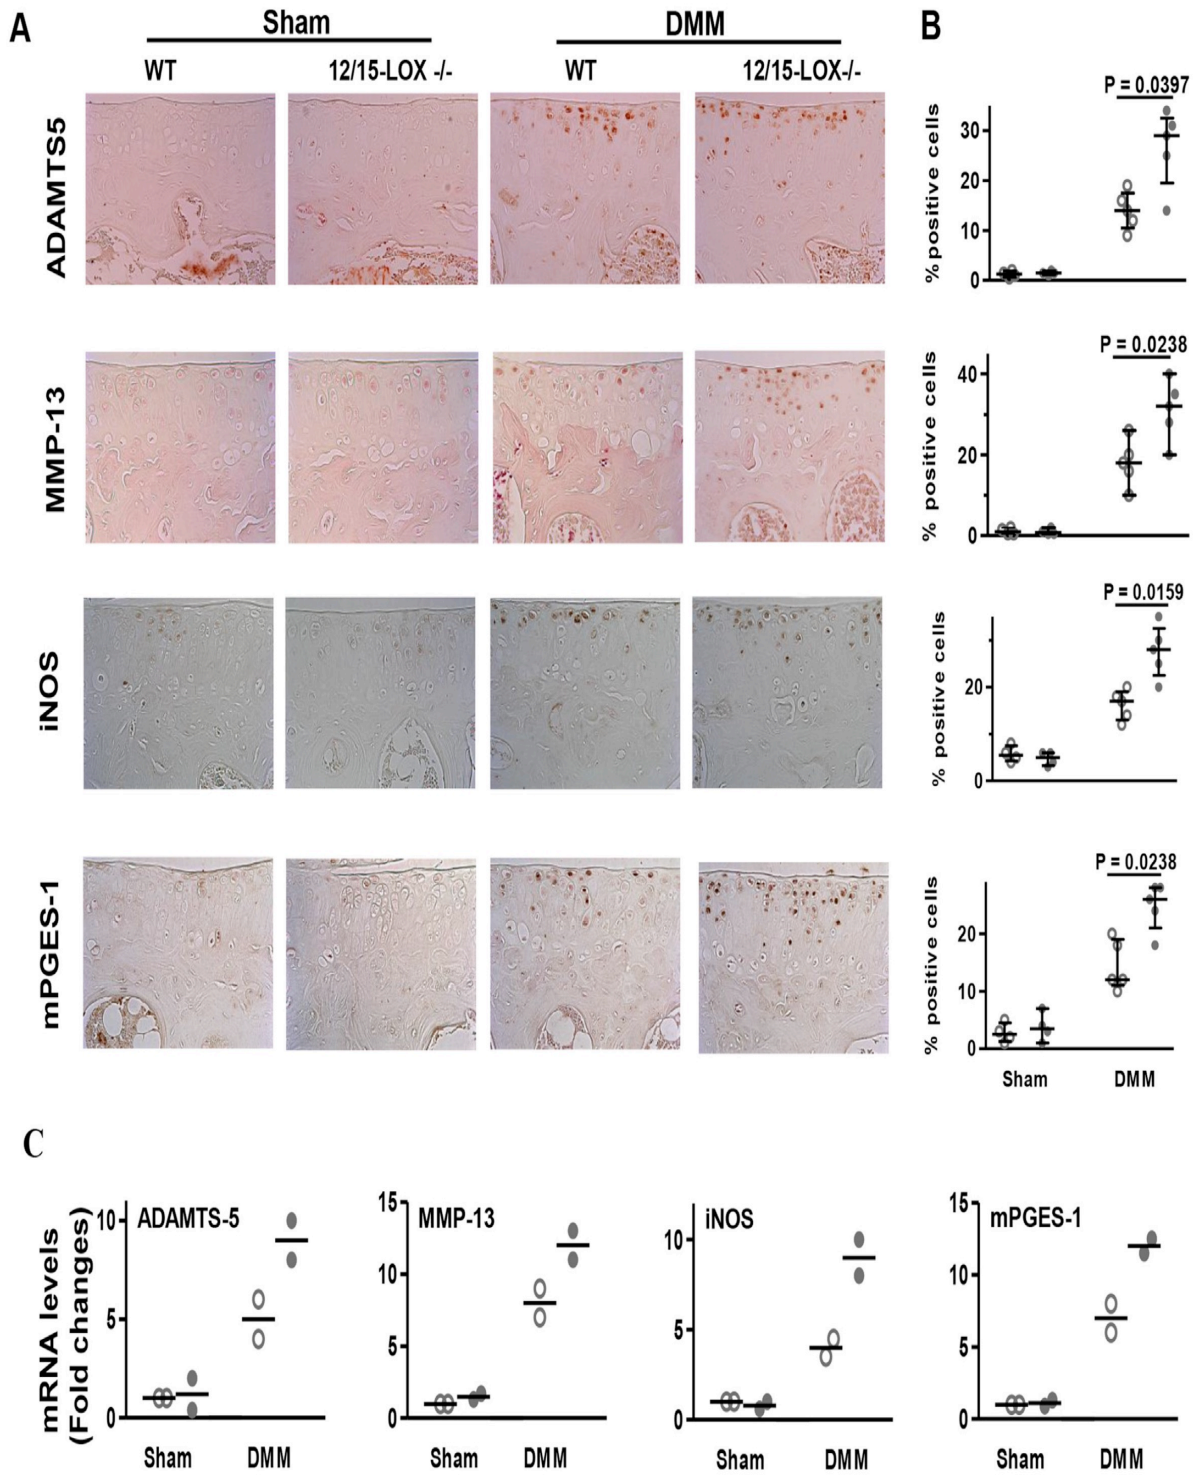 A
Sham
DMM
B
WT
12/15-LOX -/-
WT
12/15-LOX-/-
ADAMTS5
P = 0.0397
%positive cells
30
20
10
0
MMP-13
P = 0.0238
% positive cells
40
20
0
iNOS
P = 0.0159
% positive cells
20
0
mPGES-1
P = 0.0238
% positive cells
20
10
0
Sham
DMM
C
mRNA levels
(Fold changes)
ADAMTS-5
10
5
0
Sham
DMM
MMP-13
15
10
5
0
Sham
DMM
iNOS
10
5
0
Sham
DMM
mPGES-1
15
10
5
0
Sham
DMM